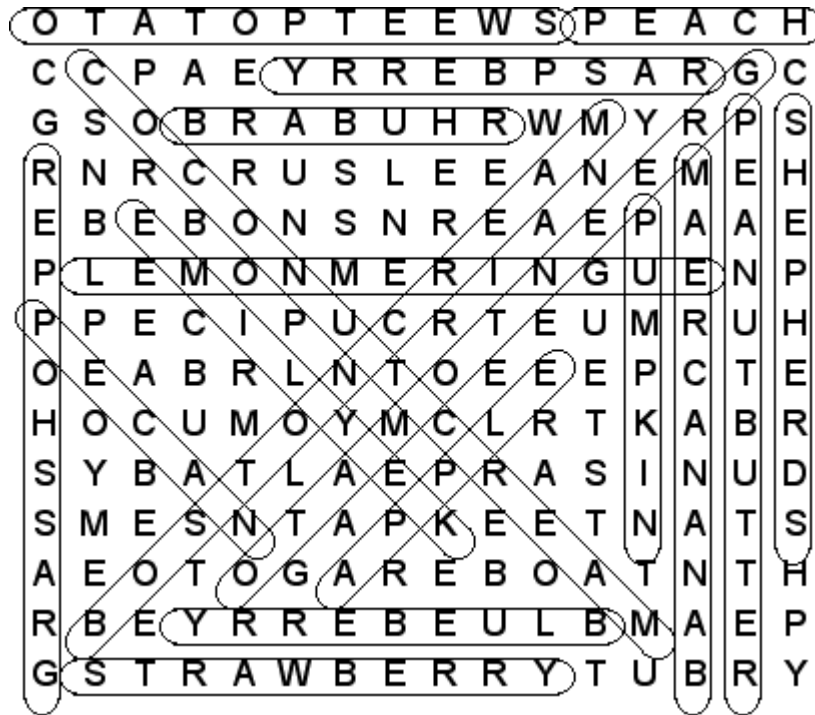 O T A T O P T E E W S P E A C H
C C P A E Y R R E B P S A R G C
G S O B R A B U H R W M Y R P S
R N R C R U S L E E A N E M E H
E B E B O N S N R E A E P A A E
P L E M O N M E R I N G U E N P
P P E C I P U C R T E U M R U H
O E A B R L N T O E E E P C T E
H O C U M O Y M C L R T K A B R
S Y B A T L A E P R A S I N U D
S M E S N T A P K E E T N A T S
A E O T O G A R E B O A T N T H
R B E Y R R E B E U L B M A E P
G S T R A W B E R R Y T U B R Y